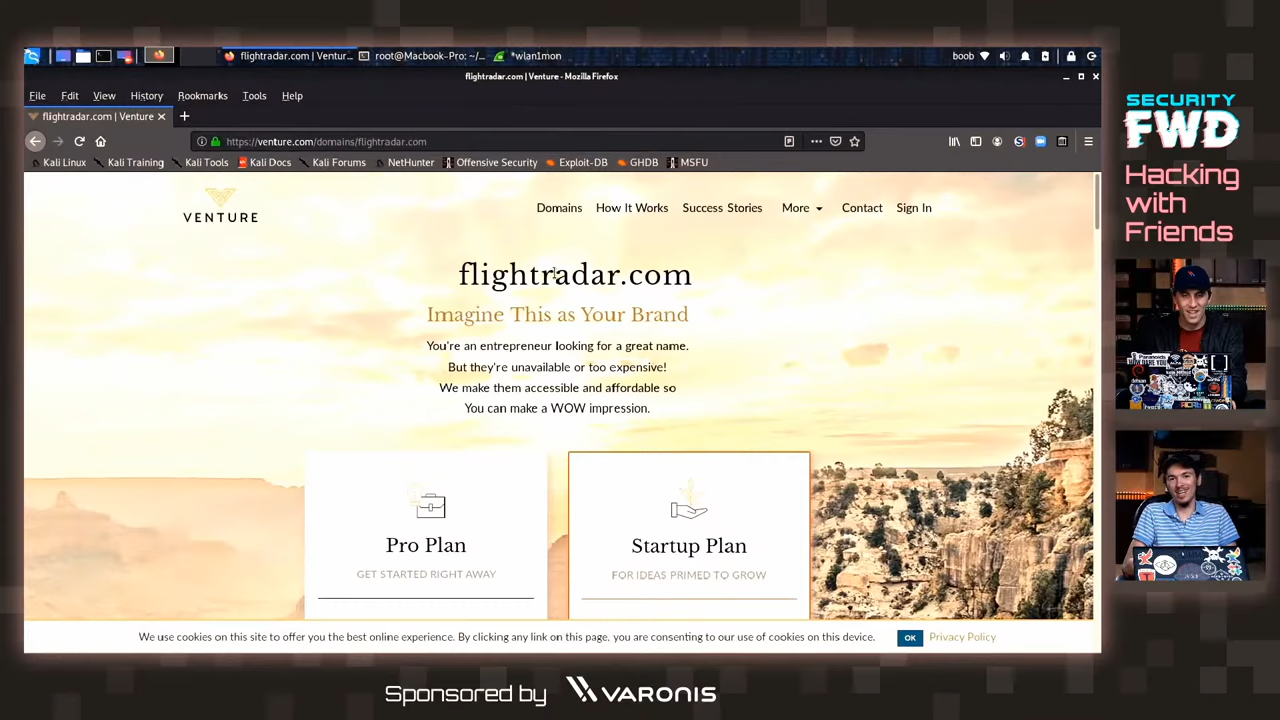 flightradar.com | Ventur...
root@Macbook-Pro: ~/...
*wlan1mon
boob
flightradar.com | Venture - Mozilla Firefox
File Edit View History Bookmarks Tools Help
flightradar.com | Venture
https://venture.com/domains/flightradar.com
Kali Linux Kali Training Kali Tools Kali Docs Kali Forums NetHunter Offensive Security Exploit-DB GHDB MSFU
VENTURE
Domains How It Works Success Stories More Contact Sign In
flightradar.com
Imagine This as Your Brand
You're an entrepreneur looking for a great name.
But they're unavailable or too expensive!
We make them accessible and affordable so
You can make a WOW impression.
Pro Plan
GET STARTED RIGHT AWAY
Startup Plan
FOR IDEAS PRIMED TO GROW
We use cookies on this site to offer you the best online experience. By clicking any link on this page, you are consenting to our use of cookies on this device.
OK
Privacy Policy
SECURITY
FWD
Hacking
with
Friends
Sponsored by
VARONIS